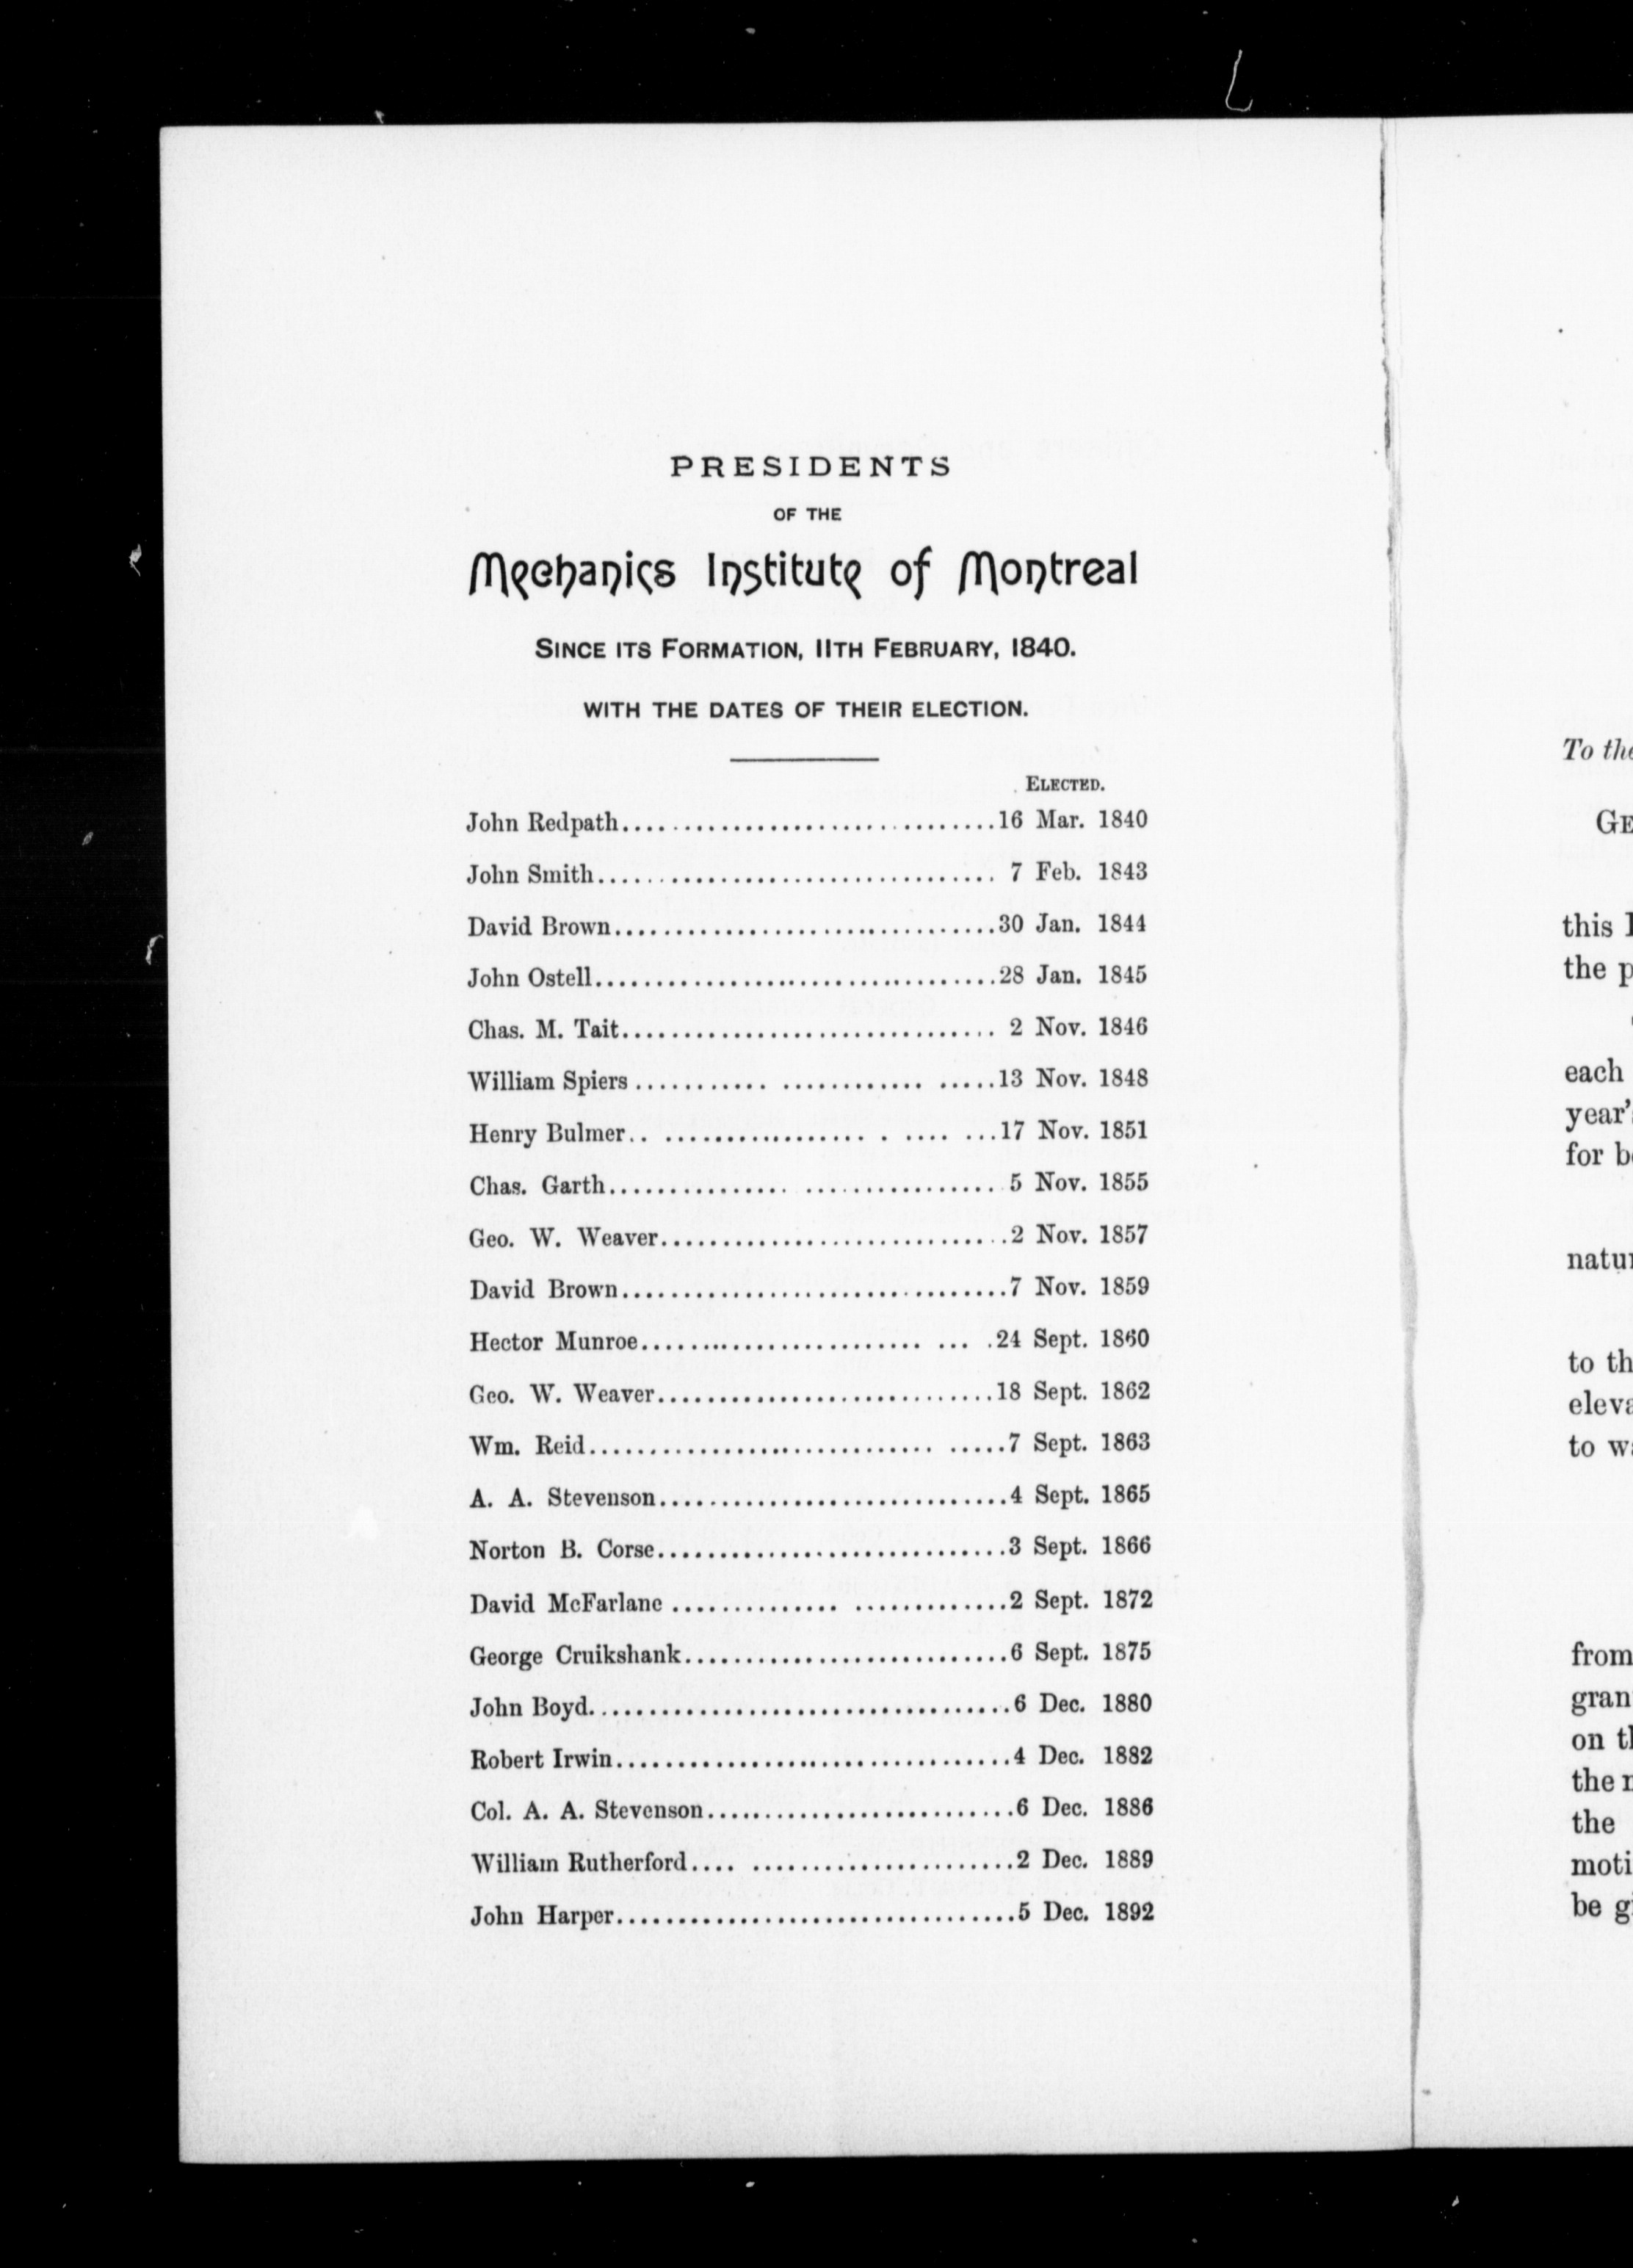 PRESIDENTS
OF THE
Mechanics Institute of Montreal
SINCE ITS FORMATION, 11TH FEBRUARY, 1840.
WITH THE DATES OF THEIR ELECTION.
ELECTED.
John Redpath..................................16 Mar. 1840
John Smith.................................. 7 Feb. 1843
David Brown..................................30 Jan. 1844
John Ostell..................................28 Jan. 1845
Chas. M. Tait.................................. 2 Nov. 1846
William Spiers ........... ............ .....13 Nov. 1848
Henry Bulmer.. ................. . .... ...17 Nov. 1851
Chas. Garth............... ................ 5 Nov. 1855
Geo. W. Weaver.............................2 Nov. 1857
David Brown................................7 Nov. 1859
Hector Munroe....................... ... .24 Sept. 1860
Geo. W. Weaver............................18 Sept. 1862
Wm. Reid............................ .....7 Sept. 1863
A. A. Stevenson.............................4 Sept. 1865
Norton B. Corse.............................3 Sept. 1866
David McFarlane .............. .............2 Sept. 1872
George Cruikshank...........................6 Sept. 1875
John Boyd...................................6 Dec. 1880
Robert Irwin.................................4 Dec. 1882
Col. A. A. Stevenson..........................6 Dec. 1886
William Rutherford.... ......................2 Dec. 1889
John Harper.................................5 Dec. 1892
To the
GE
this
the p
each
year's
for b
natur
to th
eleva
to wa
from
gran
on th
the
the
moti
be gi